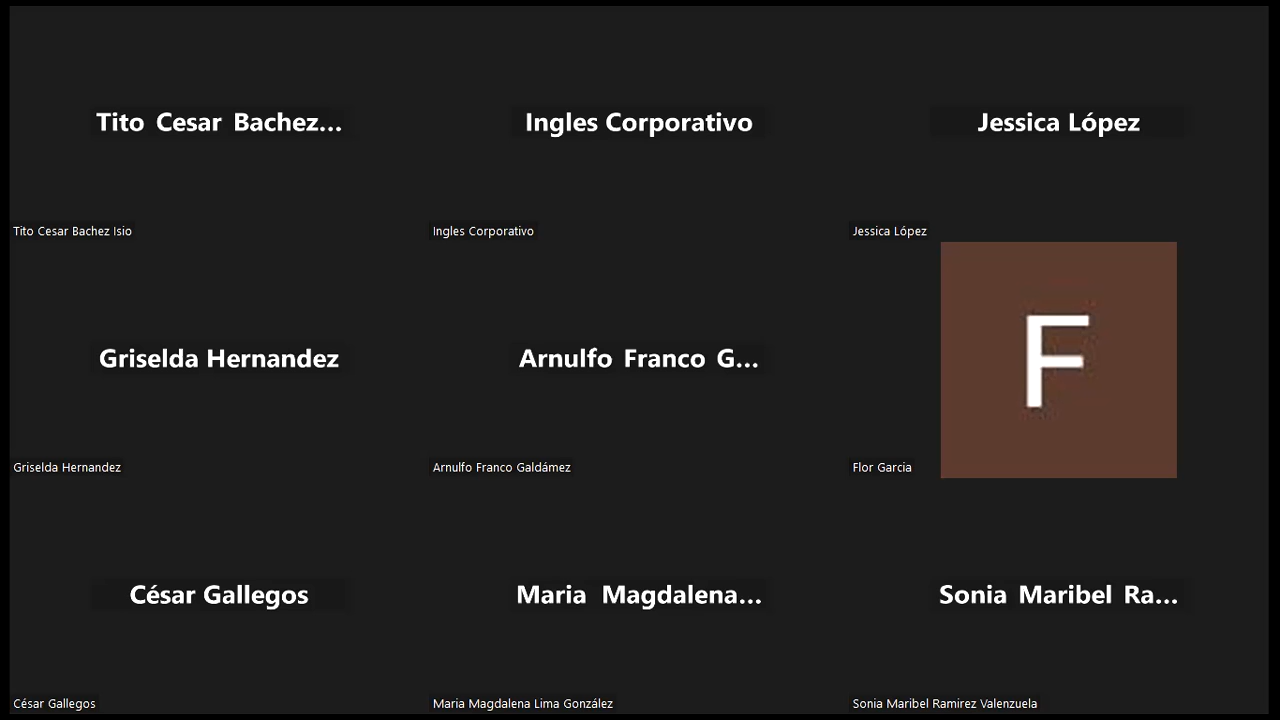 Tito Cesar Bachez...
Ingles Corporativo
Jessica López
Tito Cesar Bachez Isio
Ingles Corporativo
Jessica López
Griselda Hernandez
Arnulfo Franco G...
F
Griselda Hernandez
Arnulfo Franco Galdámez
Flor Garcia
César Gallegos
Maria Magdalena...
Sonia Maribel Ra...
César Gallegos
Maria Magdalena Lima González
Sonia Maribel Ramirez Valenzuela